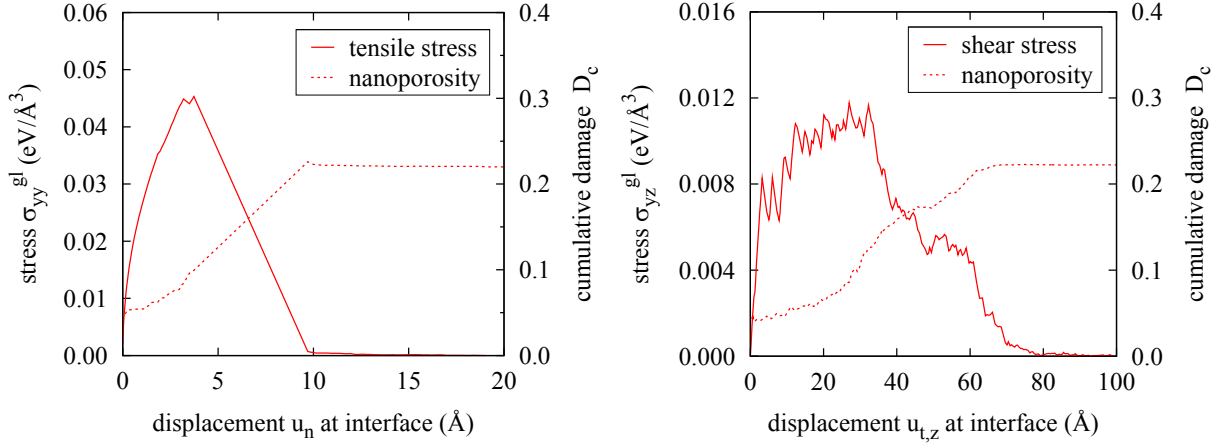 0.06
0.05
0.04
0.03
0.02
0.01
0.00
stress σyy^gl (eV/Å³)
tensile stress
nanoporosity
0.4
0.3
0.2
0.1
0.0
cumulative damage Dc
0 5 10 15 20
displacement un at interface (Å)
0.016
0.012
0.008
0.004
0.000
stress σyz^gl (eV/Å³)
shear stress
nanoporosity
0.4
0.3
0.2
0.1
0.0
cumulative damage Dc
0 20 40 60 80 100
displacement ut,z at interface (Å)